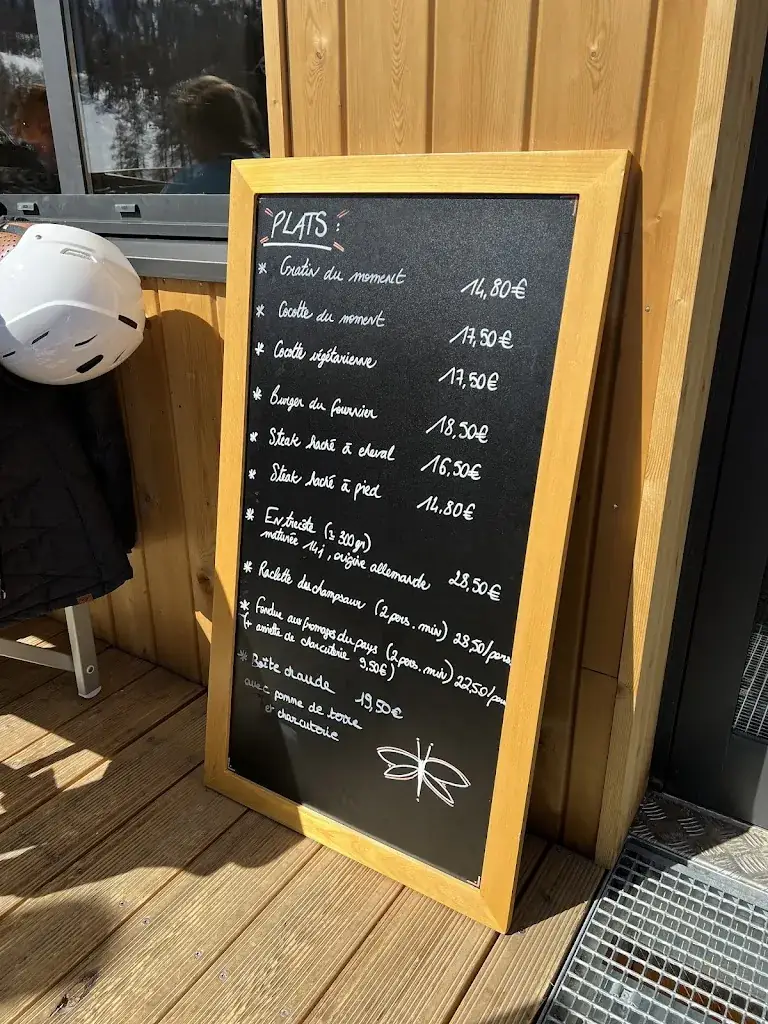 PLATS :
* Gratin du moment 14,80€
* Cocotte du moment 17,50€
* Cocotte végétarienne 17,50€
* Burger du fournier 18,50€
* Steak haché à cheval 16,50€
* Steak haché à pied 14,80€
* Entrecôte (± 300gr)
maturée 14j, origine allemande 28,50€
* Raclette du champsaur (2 pers. min) 28,50/pers
* Fondue aux fromages du pays (2 pers. min) 22,50/pers
(+ assiette de charcuterie 9,50€)
* Boîte chaude 19,50€
avec pomme de terre
et charcuterie